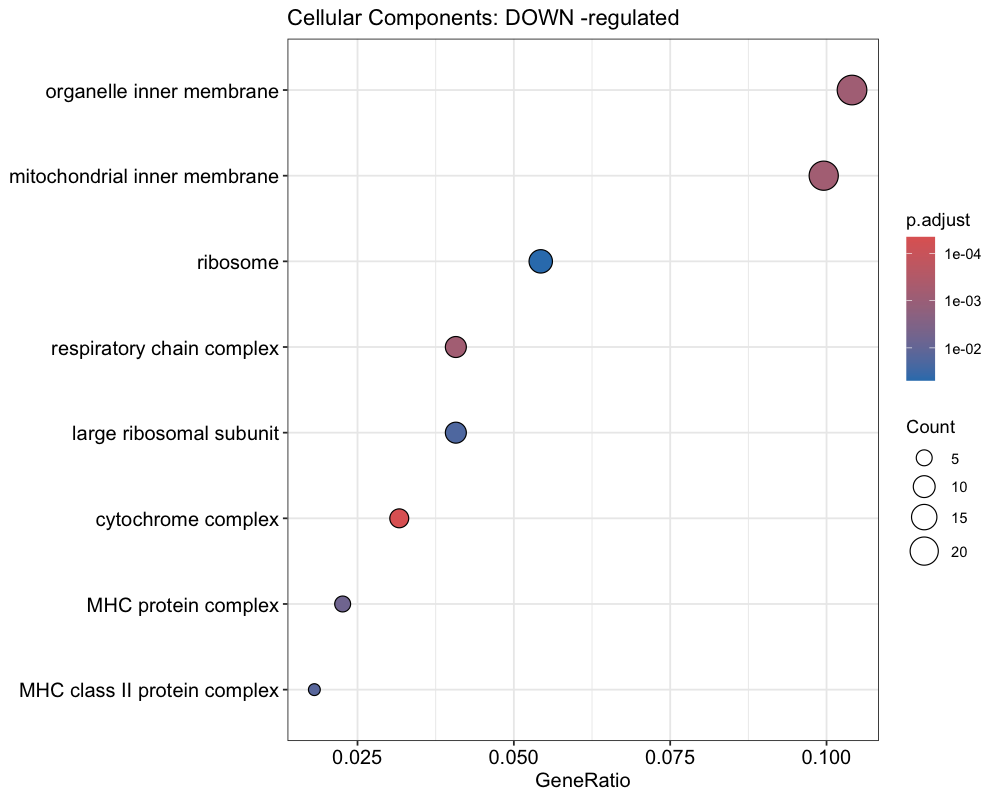 Cellular Components: DOWN -regulated
organelle inner membrane
mitochondrial inner membrane
ribosome
respiratory chain complex
large ribosomal subunit
cytochrome complex
MHC protein complex
MHC class II protein complex
0.025 0.050 0.075 0.100
GeneRatio
p.adjust
1e-04
1e-03
1e-02
Count
5
10
15
20